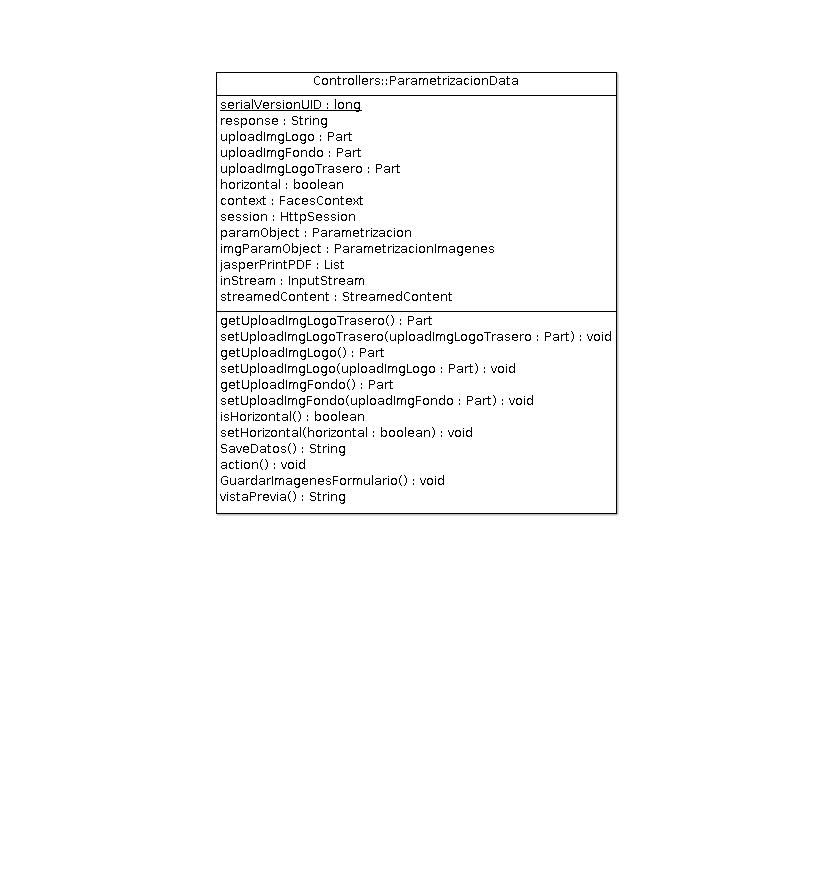 Controllers::ParametrizacionData
serialVersionUID : long
response : String
uploadImgLogo : Part
uploadImgFondo : Part
uploadImgLogoTrasero : Part
horizontal : boolean
context : FacesContext
session : HttpSession
paramObject : Parametrizacion
imgParamObject : ParametrizacionImagenes
jasperPrintPDF : List
inStream : InputStream
streamedContent : StreamedContent
getUploadImgLogoTrasero() : Part
setUploadImgLogoTrasero(uploadImgLogoTrasero : Part) : void
getUploadImgLogo() : Part
setUploadImgLogo(uploadImgLogo : Part) : void
getUploadImgFondo() : Part
setUploadImgFondo(uploadImgFondo : Part) : void
isHorizontal() : boolean
setHorizontal(horizontal : boolean) : void
SaveDatos() : String
action() : void
GuardarImagenesFormulario() : void
vistaPrevia() : String